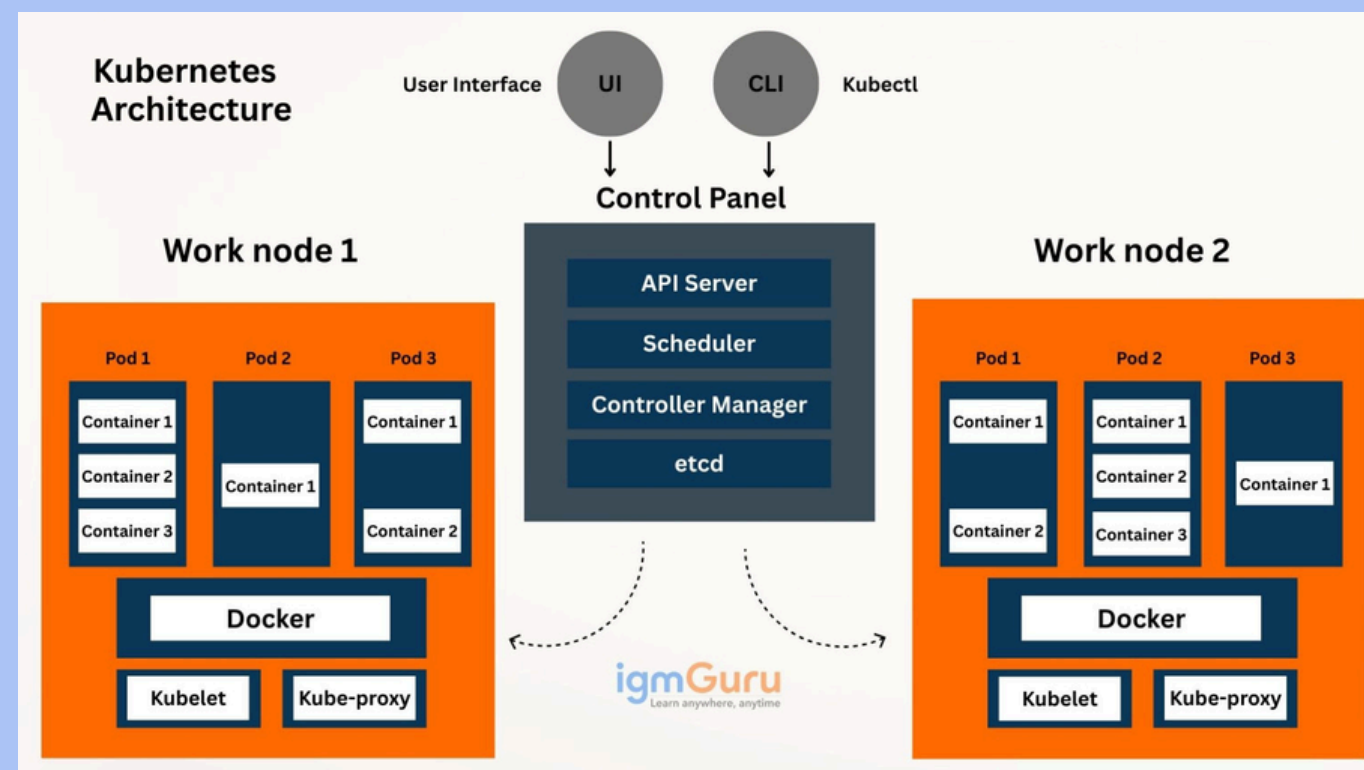 Kubernetes
Architecture
User Interface
UI
CLI
Kubectl
Control Panel
API Server
Scheduler
Controller Manager
etcd
Work node 1
Pod 1
Container 1
Container 2
Container 3
Pod 2
Container 1
Pod 3
Container 1
Container 2
Docker
Kubelet
Kube-proxy
Work node 2
Pod 1
Container 1
Container 2
Pod 2
Container 1
Container 2
Container 3
Pod 3
Container 1
Docker
Kubelet
Kube-proxy
igmGuru
Learn anywhere, anytime